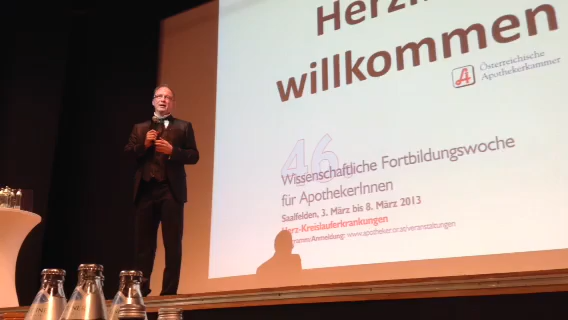 willkommen
Österreichische
Apothekerkammer
46.
Wissenschaftliche Fortbildungswoche
für ApothekerInnen
Saalfelden, 3. März bis 8. März 2013
Herz-Kreislauferkrankungen
Anmeldung: www.apotheker.or.at/veranstaltungen